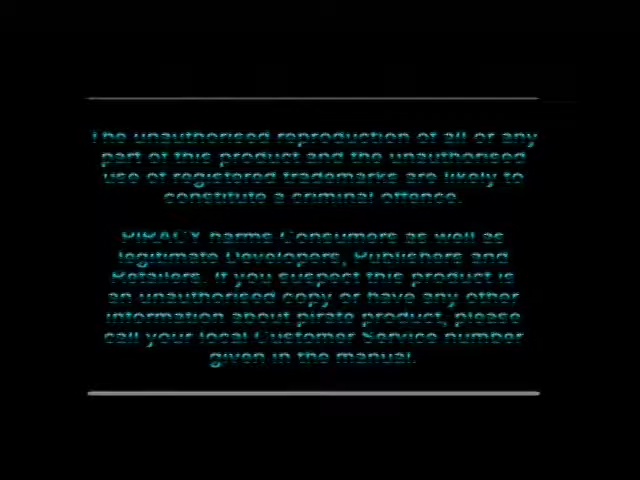 The unauthorised reproduction of all or any
part of this product and the unauthorised
use of registered trademarks are likely to
constitute a criminal offence.
PIRACY harms Consumers as well as
legitimate Developers, Publishers and
Retailers. If you suspect this product is
an unauthorised copy or have any other
information about pirate product, please
call your local Customer Service number
given in the manual.